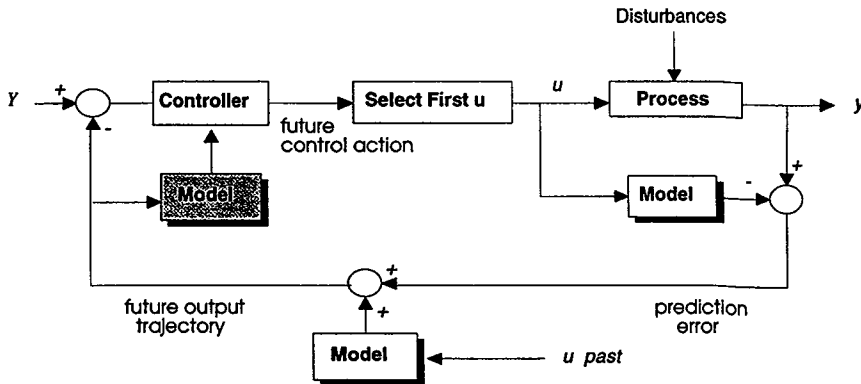 Disturbances
Y
+
-
Controller
future
control action
Select First u
u
Process
y
Model
Model
-
+
future output
trajectory
+
+
prediction
error
Model
u past